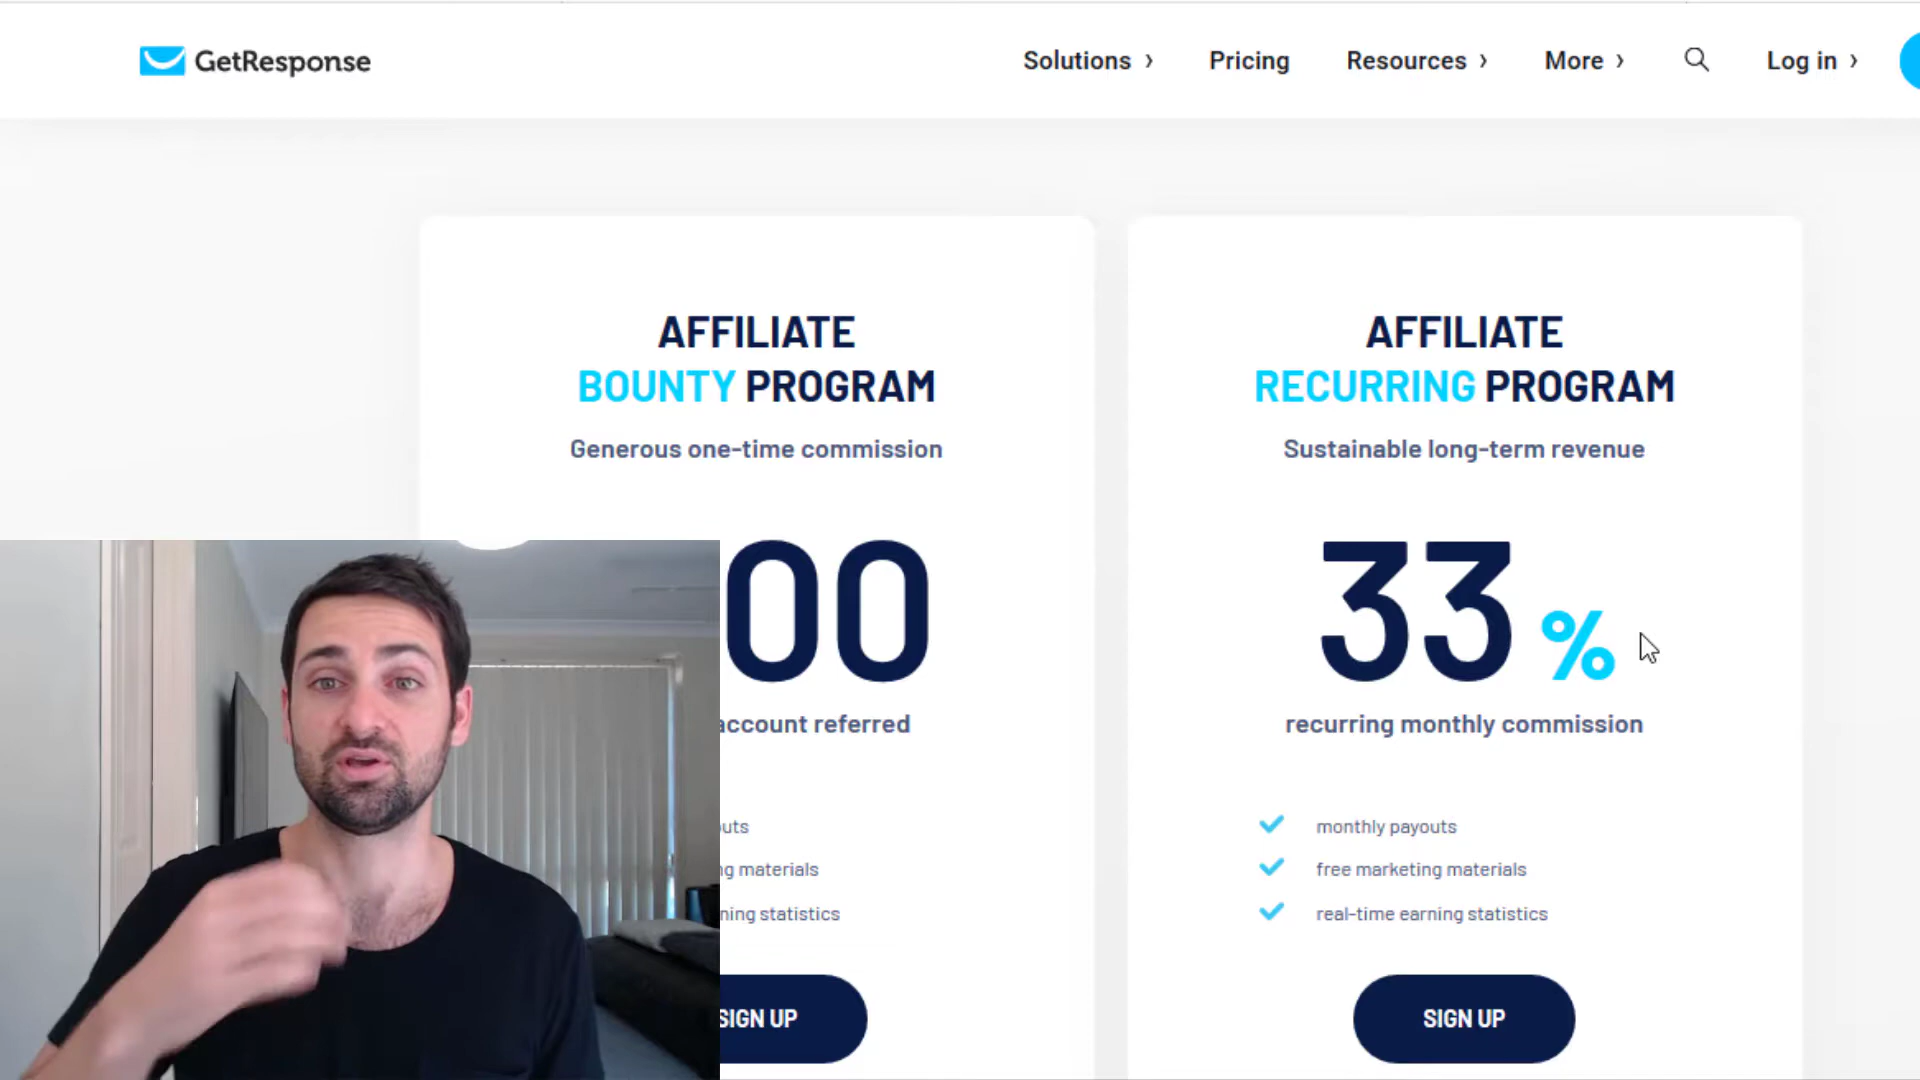 GetResponse
Solutions
Pricing
Resources
More
Log in
AFFILIATE
BOUNTY PROGRAM
Generous one-time commission
00
account referred
materials
statistics
SIGN UP
AFFILIATE
RECURRING PROGRAM
Sustainable long-term revenue
33 %
recurring monthly commission
monthly payouts
free marketing materials
real-time earning statistics
SIGN UP